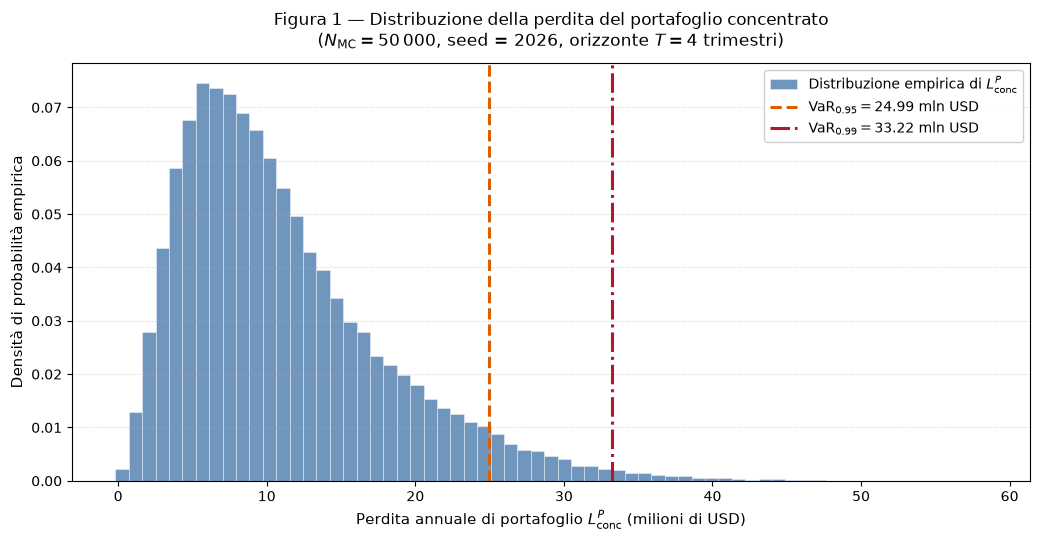 Figura 1 — Distribuzione della perdita del portafoglio concentrato
(N_MC = 50 000, seed = 2026, orizzonte T = 4 trimestri)
Distribuzione empirica di L^P_conc
VaR_0.95 = 24.99 mln USD
VaR_0.99 = 33.22 mln USD
Densità di probabilità empirica
0.07
0.06
0.05
0.04
0.03
0.02
0.01
0.00
0 10 20 30 40 50 60
Perdita annuale di portafoglio L^P_conc (milioni di USD)